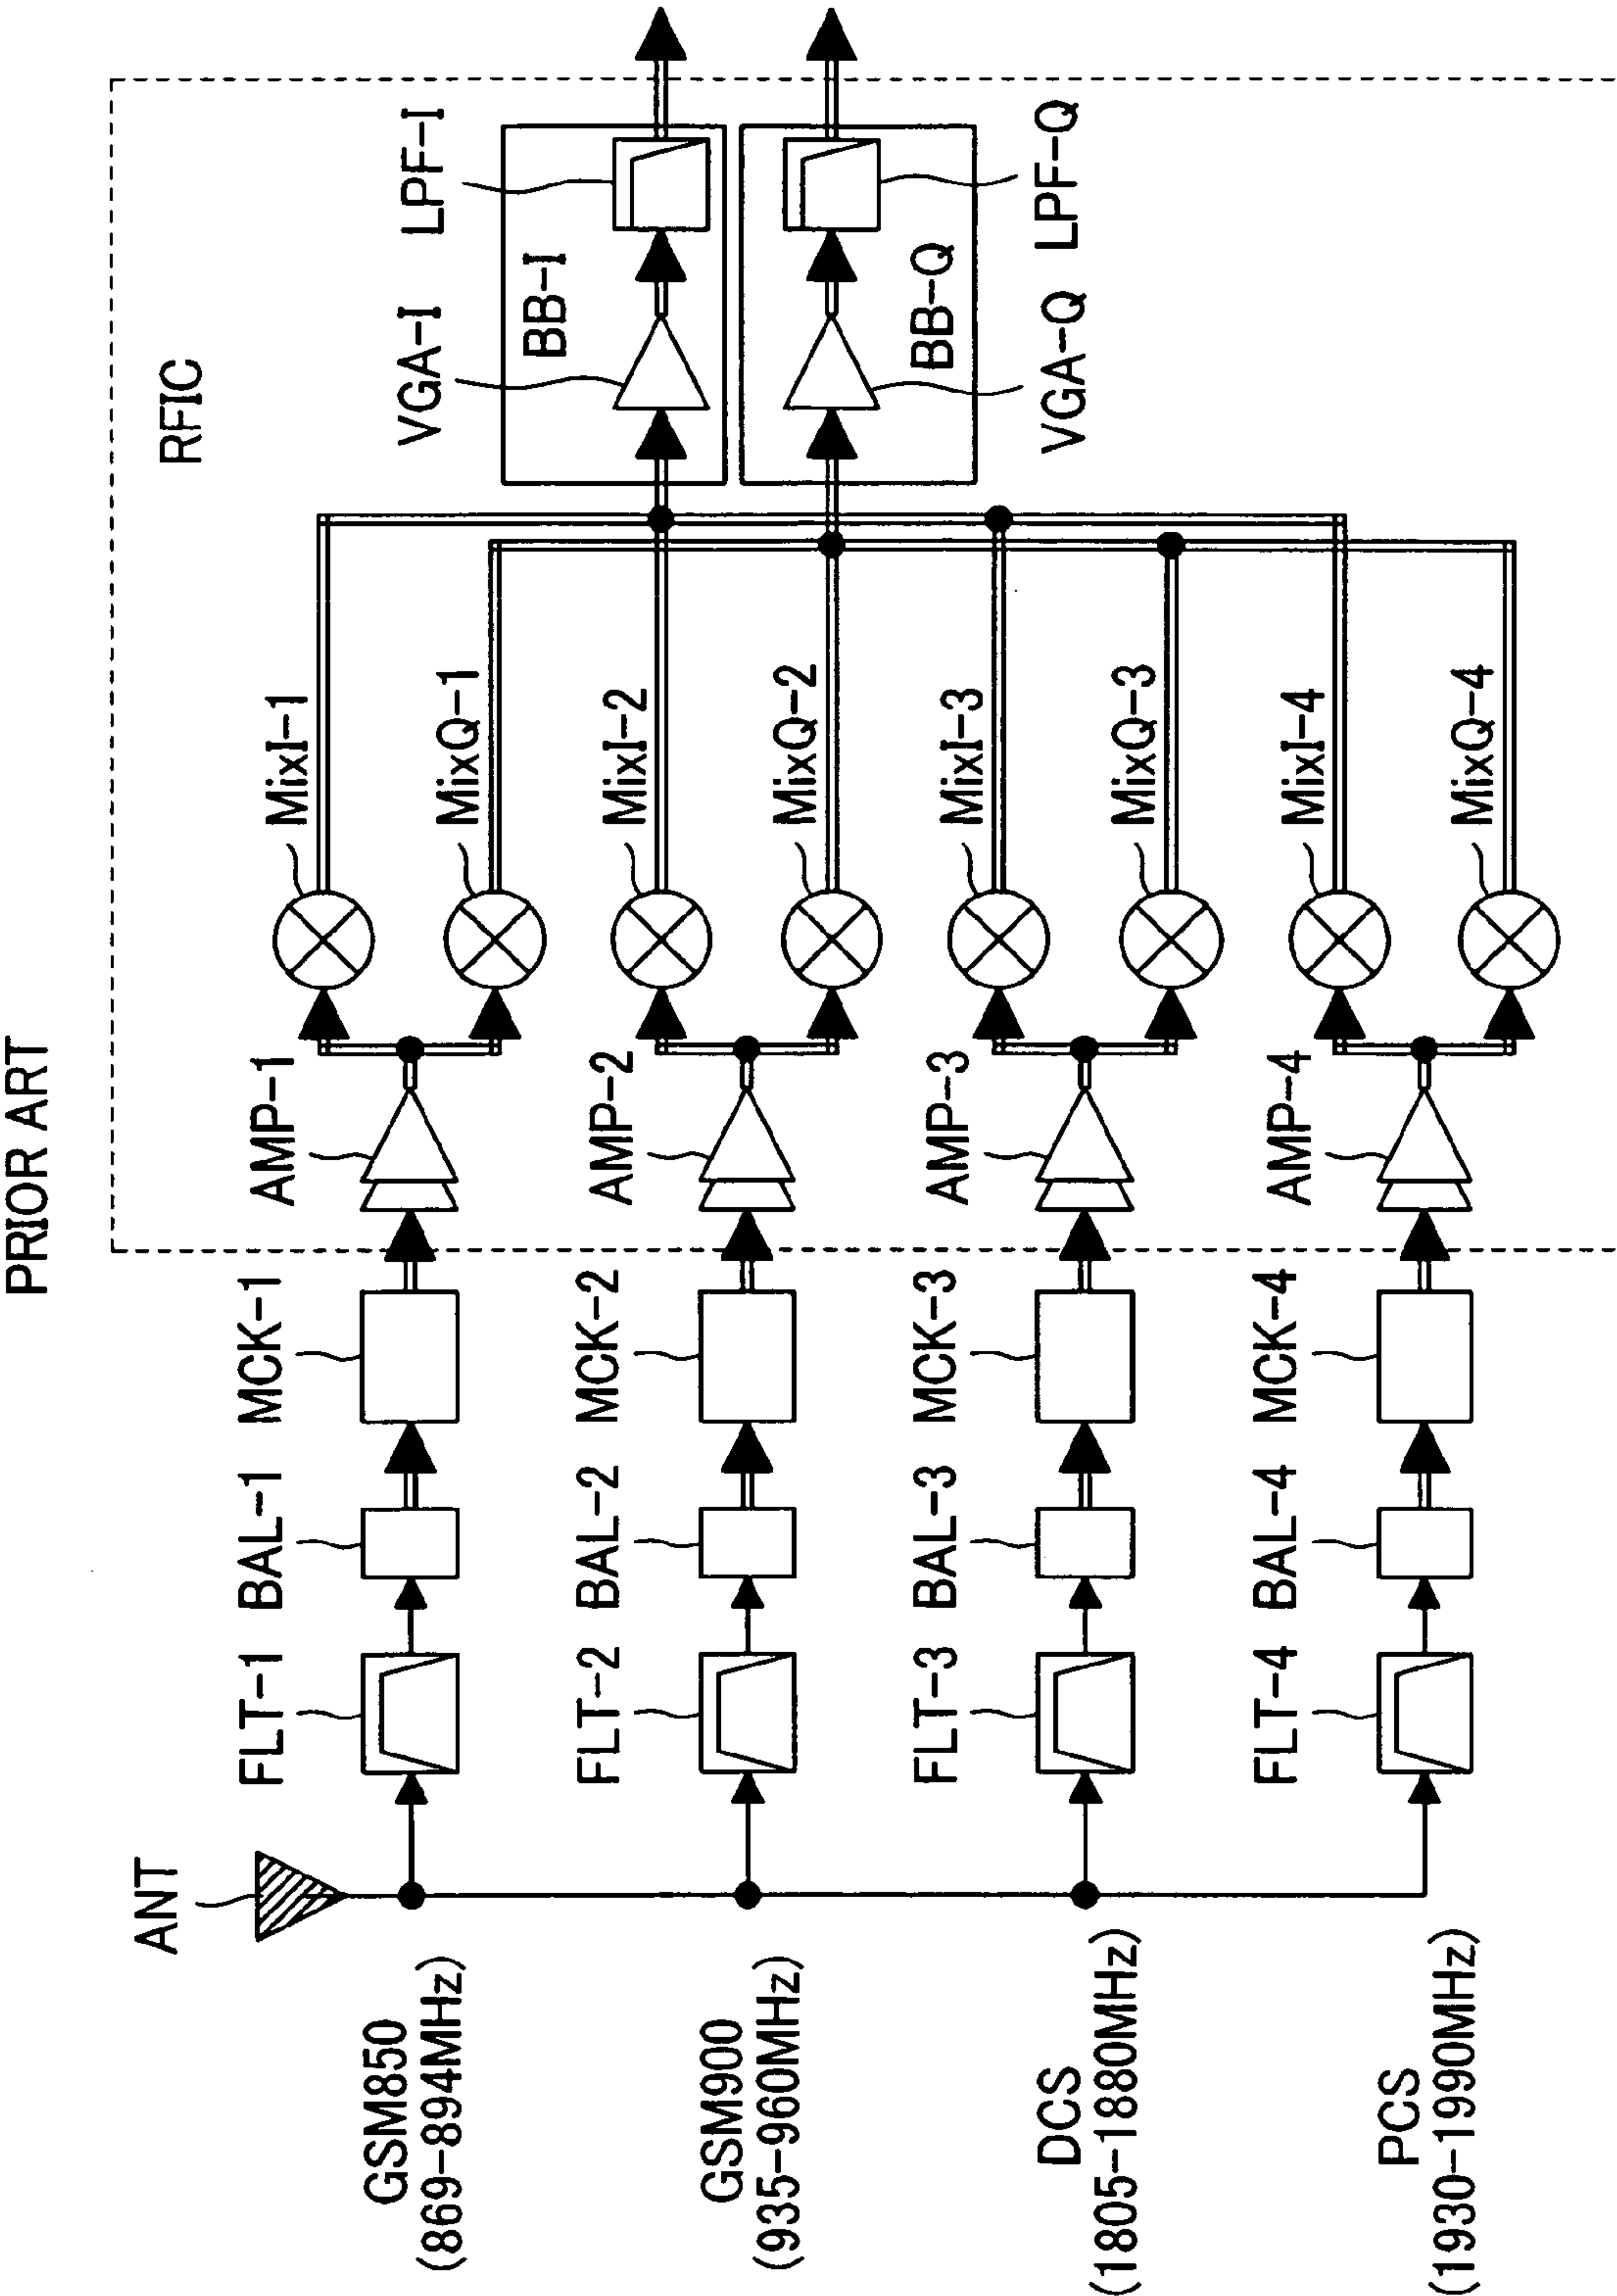 PRIOR ART
RFIC
ANT
GSM850
(869-894MHz)
FLT-1
BAL-1
MCK-1
AMP-1
MixI-1
MixQ-1
GSM900
(935-960MHz)
FLT-2
BAL-2
MCK-2
AMP-2
MixI-2
MixQ-2
VGA-I
LPF-I
BB-I
BB-Q
VGA-Q
LPF-Q
DCS
(1805-1880MHz)
FLT-3
BAL-3
MCK-3
AMP-3
MixI-3
MixQ-3
PCS
(1930-1990MHz)
FLT-4
BAL-4
MCK-4
AMP-4
MixI-4
MixQ-4